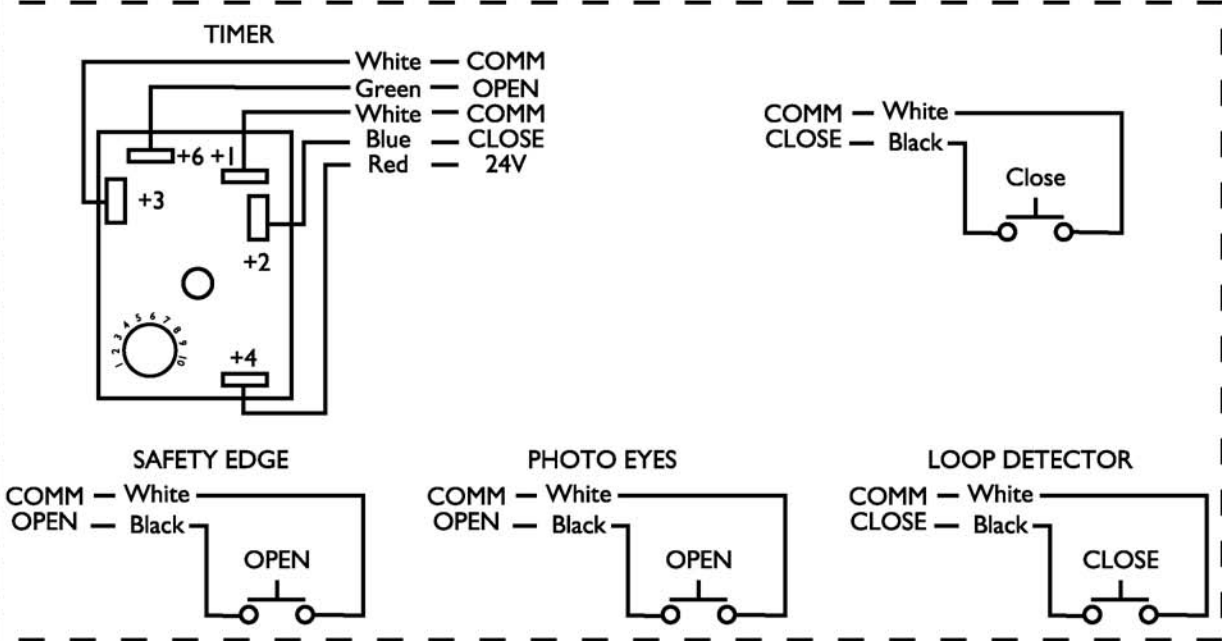 TIMER
White — COMM
Green — OPEN
White — COMM
Blue — CLOSE
Red — 24V
+6 +1
+3
+2
1 2 3 4 5 6 7 8 9 10
+4
COMM — White
CLOSE — Black
Close
SAFETY EDGE
COMM — White
OPEN — Black
OPEN
PHOTO EYES
COMM — White
OPEN — Black
OPEN
LOOP DETECTOR
COMM — White
CLOSE — Black
CLOSE